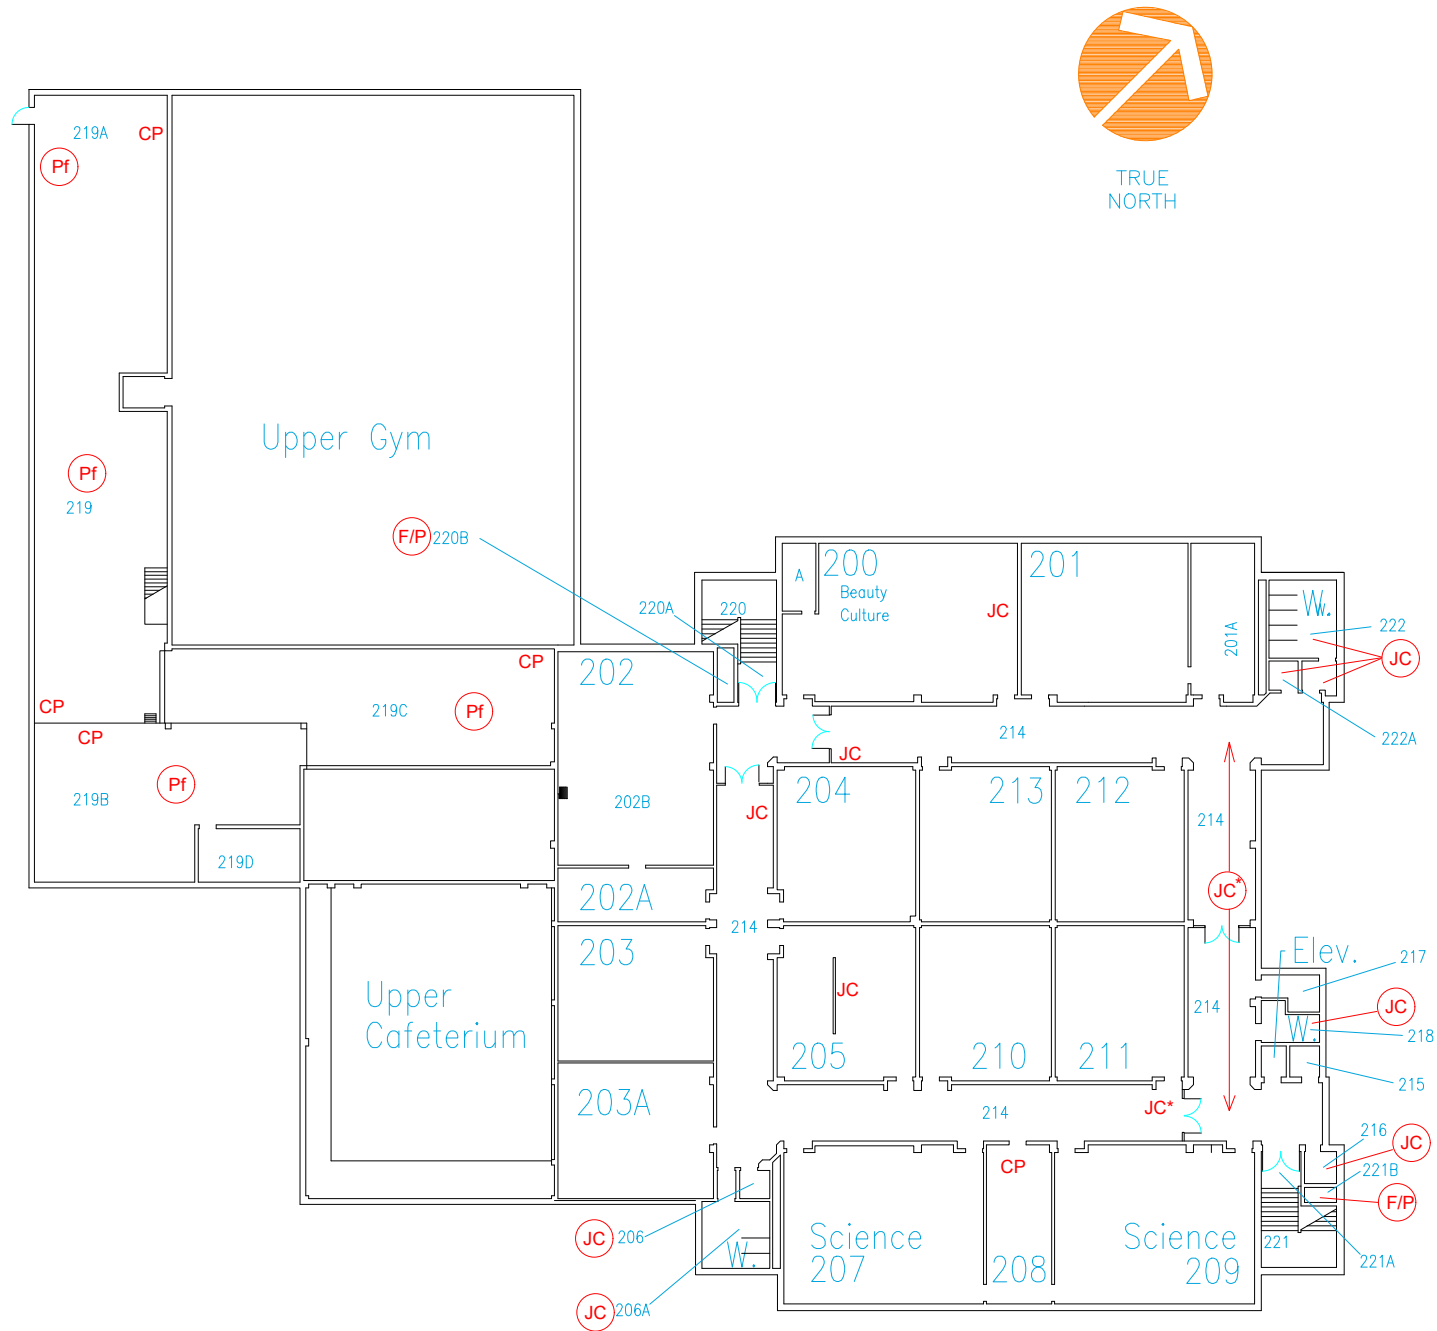 TRUE
NORTH
219A
CP
Pf
Upper Gym
Pf
219
F/P
220B
220A
220
A
200
Beauty
Culture
JC
201
201A
W.
222
JC
222A
CP
202
CP
219C
Pf
CP
214
JC
219B
Pf
202B
JC
204
213
212
214
219D
202A
JC*
214
203
Elev.
217
Upper
Cafeterium
JC
214
JC
W.
218
205
210
211
215
203A
214
JC*
216
JC
CP
221B
F/P
JC
206
W.
Science
207
208
Science
209
221
221A
JC
206A